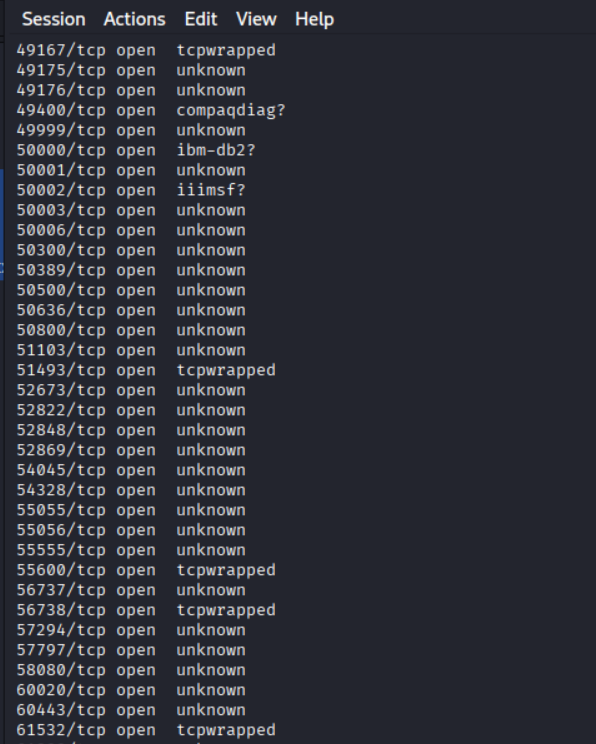 Session Actions Edit View Help
49167/tcp open tcpwrapped
49175/tcp open unknown
49176/tcp open unknown
49400/tcp open compaqdiag?
49999/tcp open unknown
50000/tcp open ibm-db2?
50001/tcp open unknown
50002/tcp open iiimsf?
50003/tcp open unknown
50006/tcp open unknown
50300/tcp open unknown
50389/tcp open unknown
50500/tcp open unknown
50636/tcp open unknown
50800/tcp open unknown
51103/tcp open unknown
51493/tcp open tcpwrapped
52673/tcp open unknown
52822/tcp open unknown
52848/tcp open unknown
52869/tcp open unknown
54045/tcp open unknown
54328/tcp open unknown
55055/tcp open unknown
55056/tcp open unknown
55555/tcp open unknown
55600/tcp open tcpwrapped
56737/tcp open unknown
56738/tcp open tcpwrapped
57294/tcp open unknown
57797/tcp open unknown
58080/tcp open unknown
60020/tcp open unknown
60443/tcp open unknown
61532/tcp open tcpwrapped